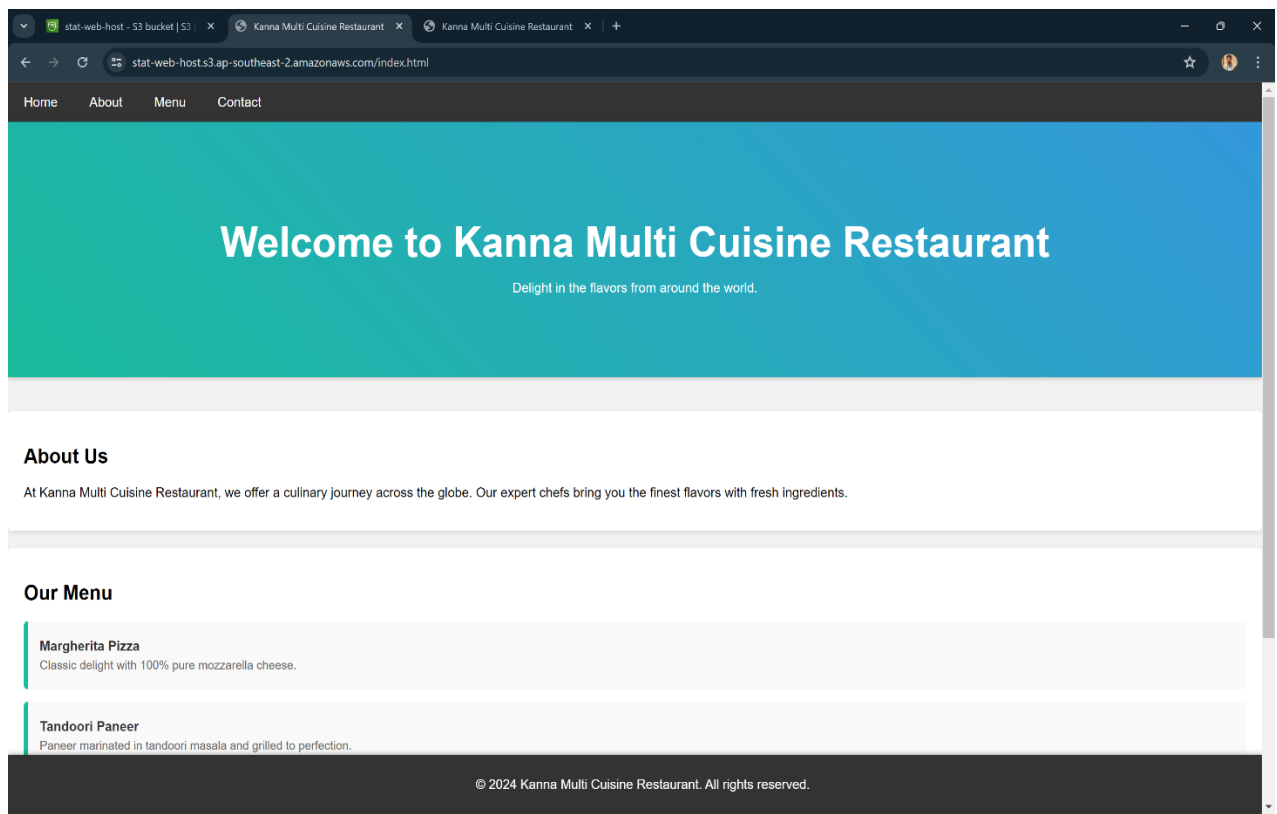 stat-web-host - S3 bucket | S3 |
Kanna Multi Cuisine Restaurant
Kanna Multi Cuisine Restaurant
stat-web-host.s3.ap-southeast-2.amazonaws.com/index.html
Home About Menu Contact
Welcome to Kanna Multi Cuisine Restaurant
Delight in the flavors from around the world.
About Us
At Kanna Multi Cuisine Restaurant, we offer a culinary journey across the globe. Our expert chefs bring you the finest flavors with fresh ingredients.
Our Menu
Margherita Pizza
Classic delight with 100% pure mozzarella cheese.
Tandoori Paneer
Paneer marinated in tandoori masala and grilled to perfection.
© 2024 Kanna Multi Cuisine Restaurant. All rights reserved.